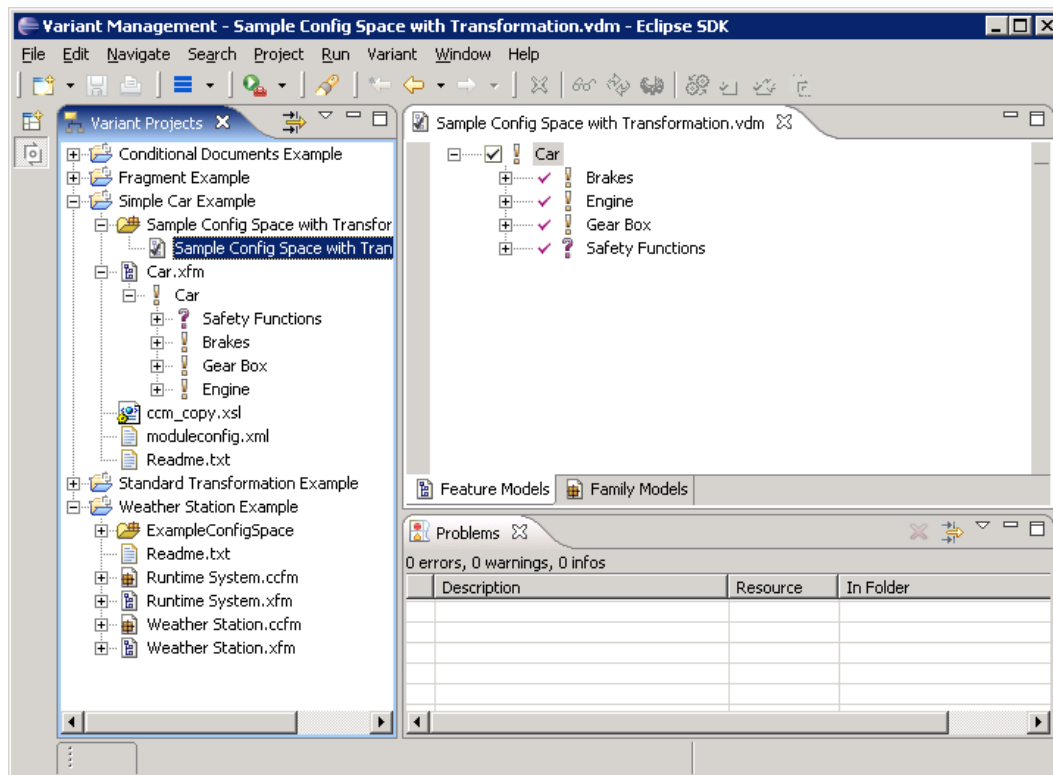 Variant Management - Sample Config Space with Transformation.vdm - Eclipse SDK
File Edit Navigate Search Project Run Variant Window Help
Variant Projects
Conditional Documents Example
Fragment Example
Simple Car Example
Sample Config Space with Transfor
Sample Config Space with Tran
Car.xfm
Car
Safety Functions
Brakes
Gear Box
Engine
ccm_copy.xsl
moduleconfig.xml
Readme.txt
Standard Transformation Example
Weather Station Example
ExampleConfigSpace
Readme.txt
Runtime System.ccfm
Runtime System.xfm
Weather Station.ccfm
Weather Station.xfm
Sample Config Space with Transformation.vdm
Car
Brakes
Engine
Gear Box
Safety Functions
Feature Models Family Models
Problems
0 errors, 0 warnings, 0 infos
Description Resource In Folder